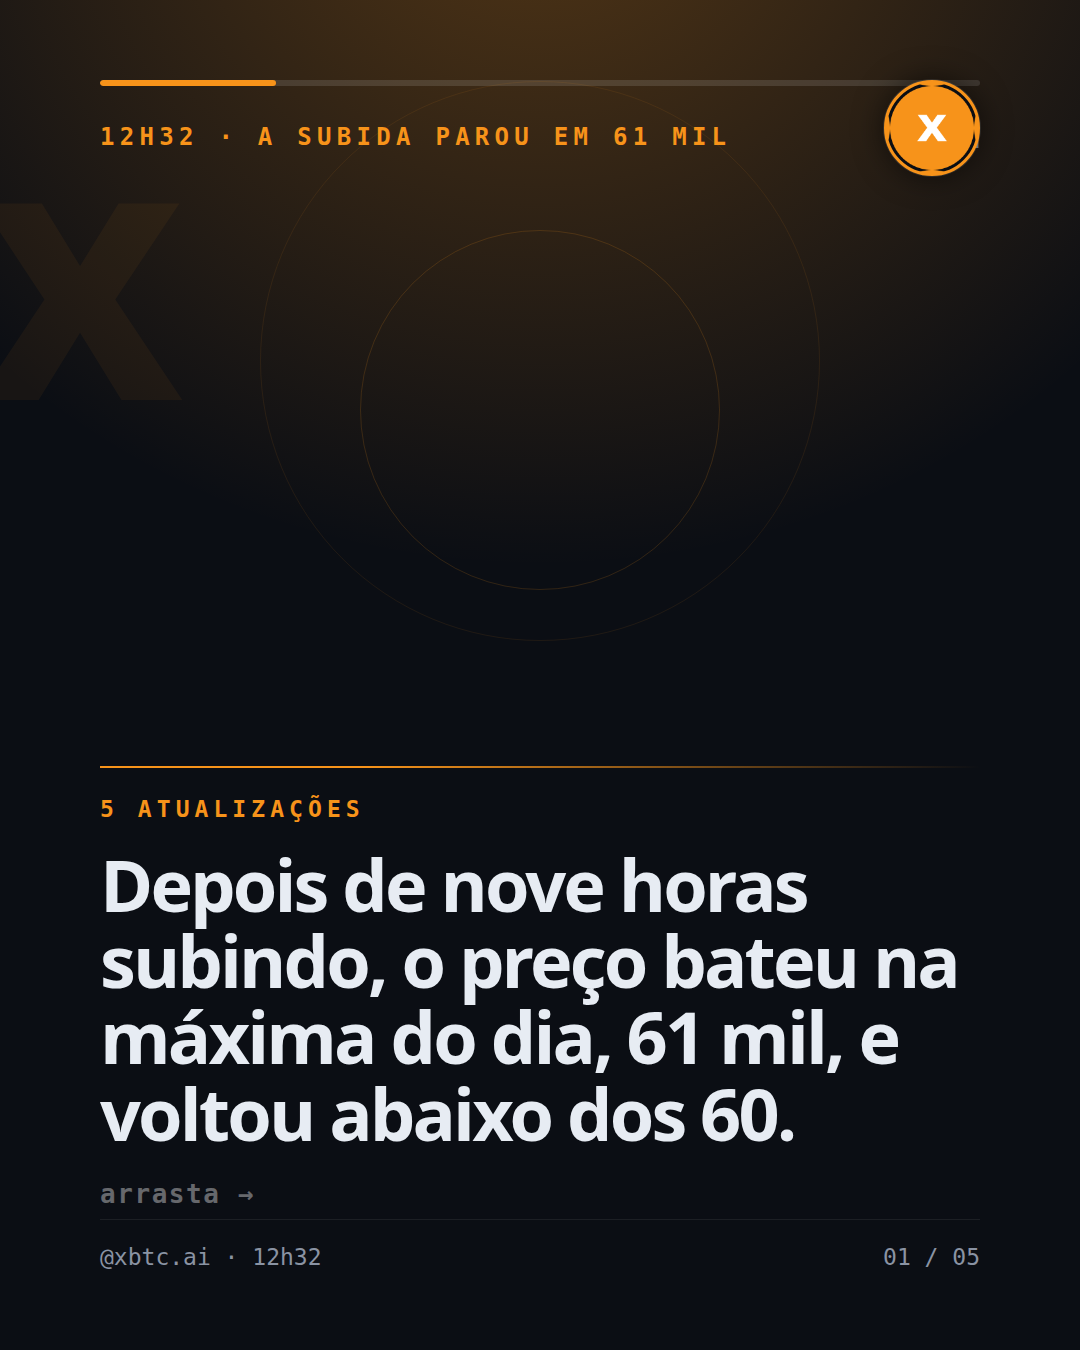 12H32 · A SUBIDA PAROU EM 61 MIL
X
X
5 ATUALIZAÇÕES
Depois de nove horas
subindo, o preço bateu na
máxima do dia, 61 mil, e
voltou abaixo dos 60.
arrasta →
@xbtc.ai · 12h32
01 / 05